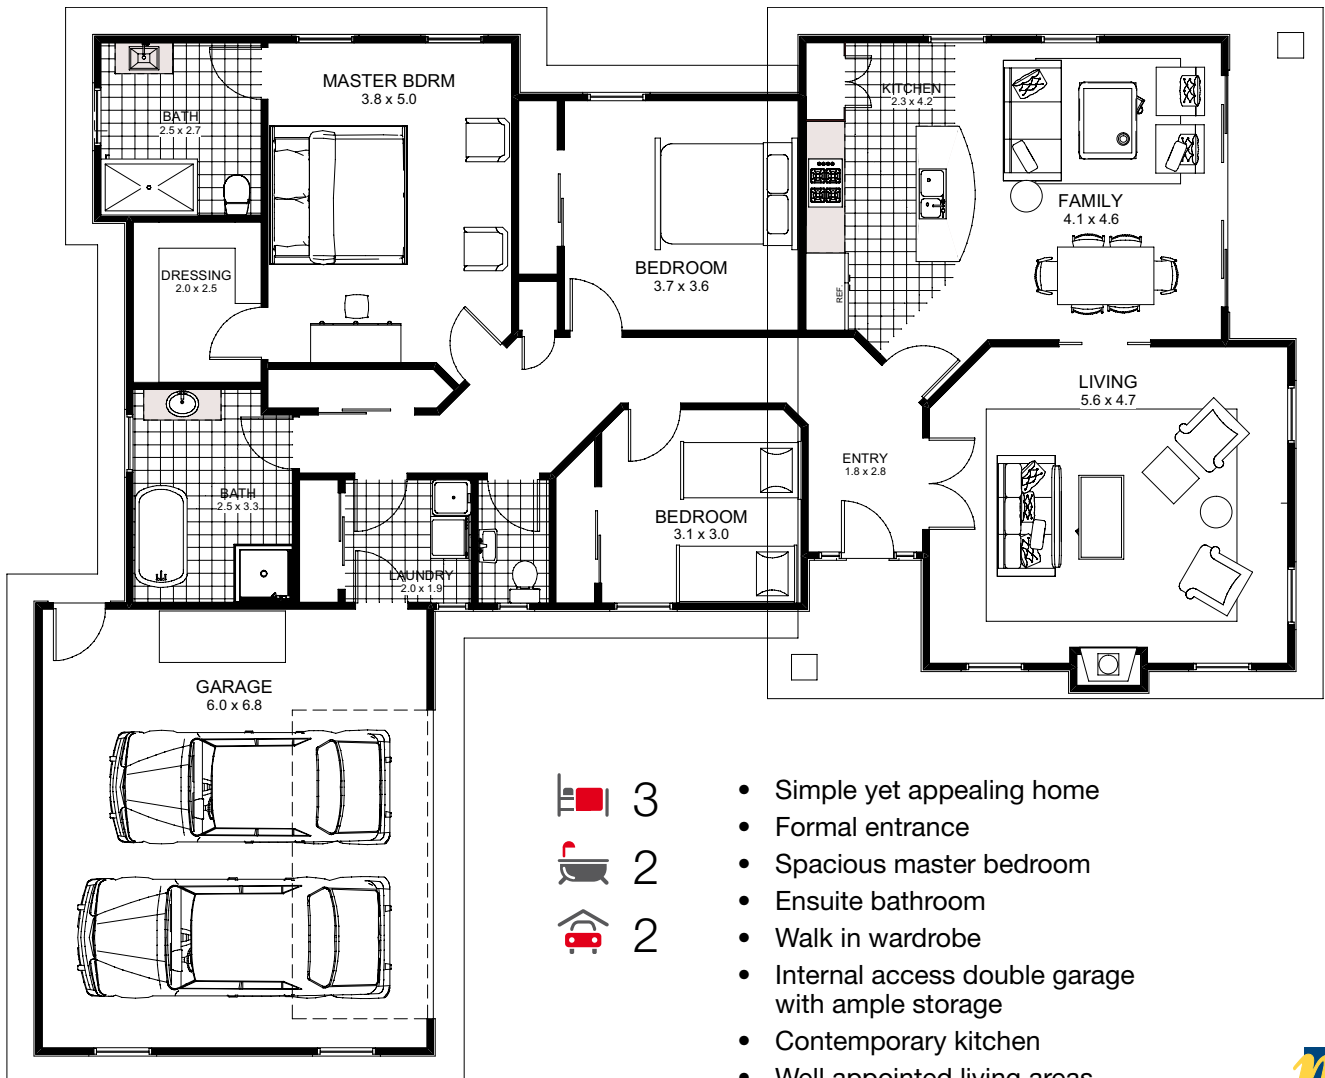 MASTER BDRM
3.8 x 5.0
BATH
2.5 x 2.7
KITCHEN
2.3 x 4.2
FAMILY
4.1 x 4.6
DRESSING
2.0 x 2.5
BEDROOM
3.7 x 3.6
REF.
LIVING
5.6 x 4.7
ENTRY
1.8 x 2.8
BATH
2.5 x 3.3
BEDROOM
3.1 x 3.0
LAUNDRY
2.0 x 1.9
GARAGE
6.0 x 6.8
3
2
2
• Simple yet appealing home
• Formal entrance
• Spacious master bedroom
• Ensuite bathroom
• Walk in wardrobe
• Internal access double garage
with ample storage
• Contemporary kitchen
• Well appointed living areas